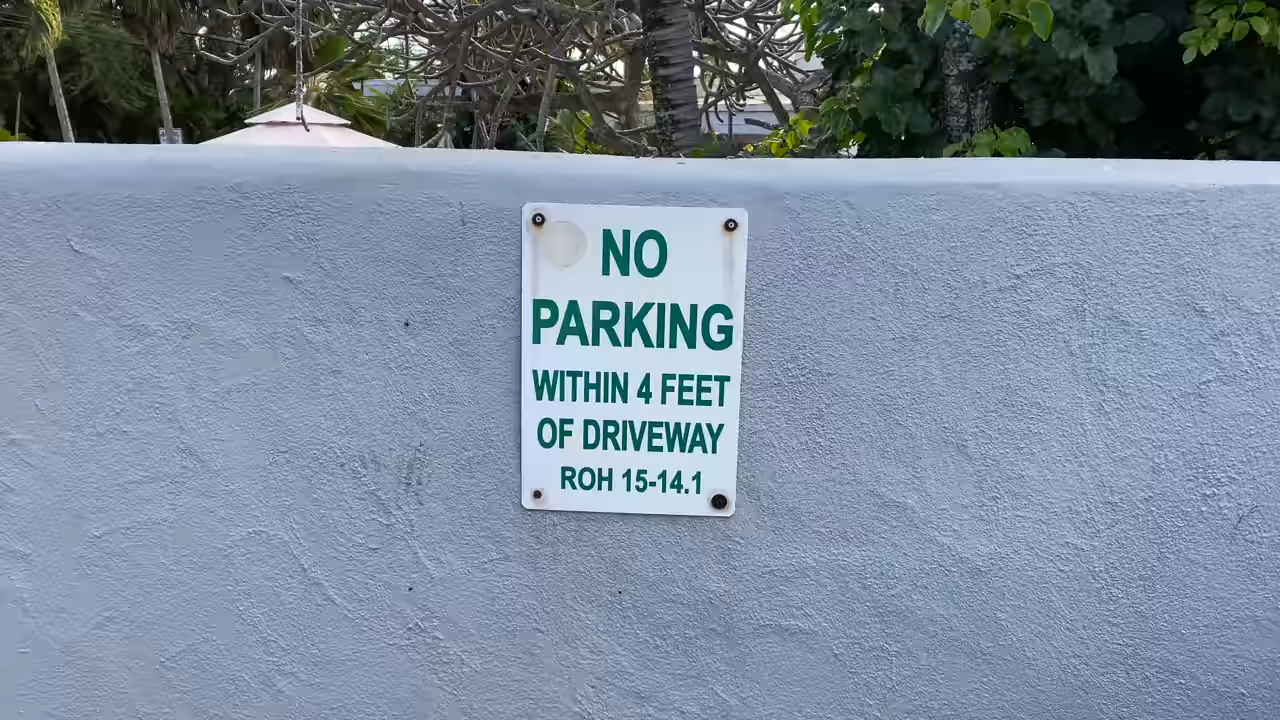 NO
PARKING
WITHIN 4 FEET
OF DRIVEWAY
ROH 15-14.1